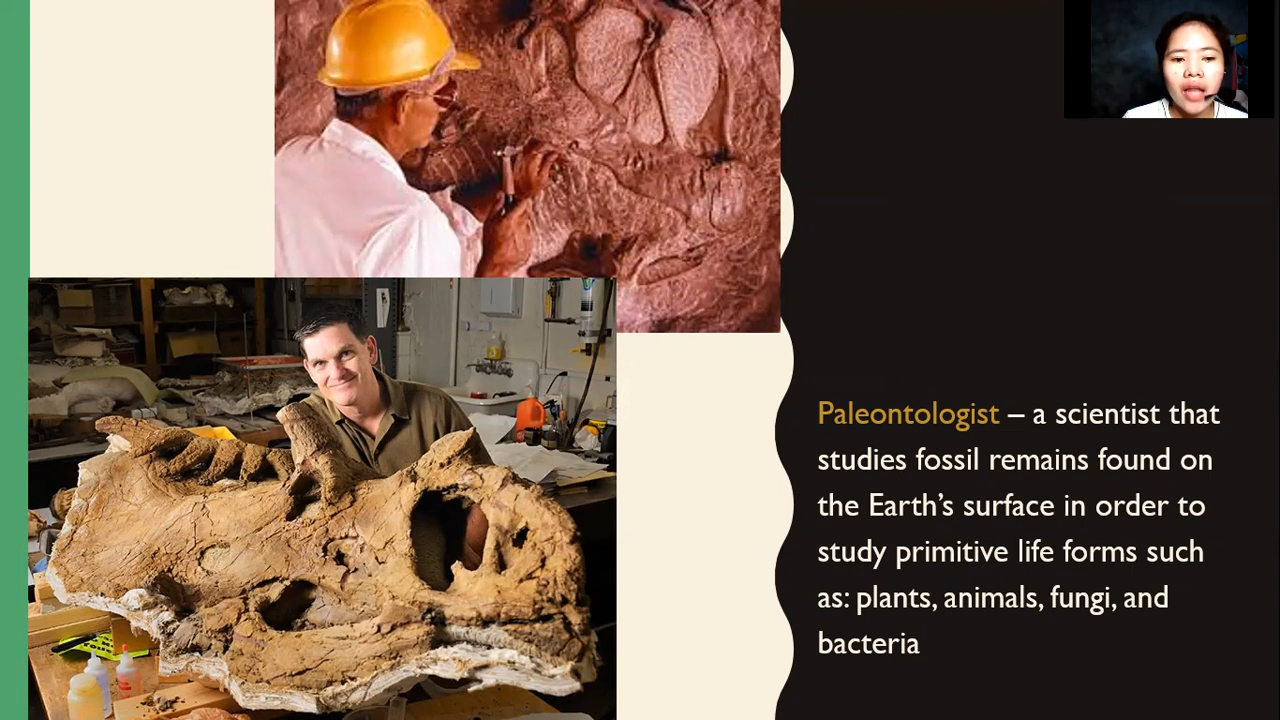 Paleontologist – a scientist that
studies fossil remains found on
the Earth’s surface in order to
study primitive life forms such
as: plants, animals, fungi, and
bacteria